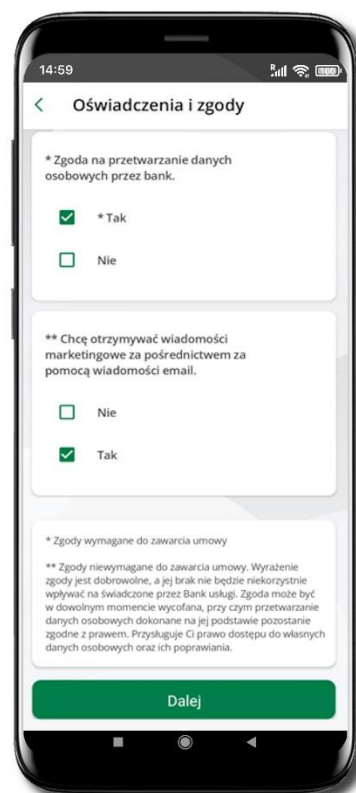 14:59
R
100
Oświadczenia i zgody
* Zgoda na przetwarzanie danych
osobowych przez bank.
* Tak
Nie
** Chcę otrzymywać wiadomości
marketingowe za pośrednictwem za
pomocą wiadomości email.
Nie
Tak
* Zgody wymagane do zawarcia umowy
** Zgody niewymagane do zawarcia umowy. Wyrażenie
zgody jest dobrowolne, a jej brak nie będzie niekorzystnie
wpływać na świadczone przez Bank usługi. Zgoda może być
w dowolnym momencie wycofana, przy czym przetwarzanie
danych osobowych dokonane na jej podstawie pozostanie
zgodne z prawem. Przysługuje Ci prawo dostępu do własnych
danych osobowych oraz ich poprawiania.
Dalej